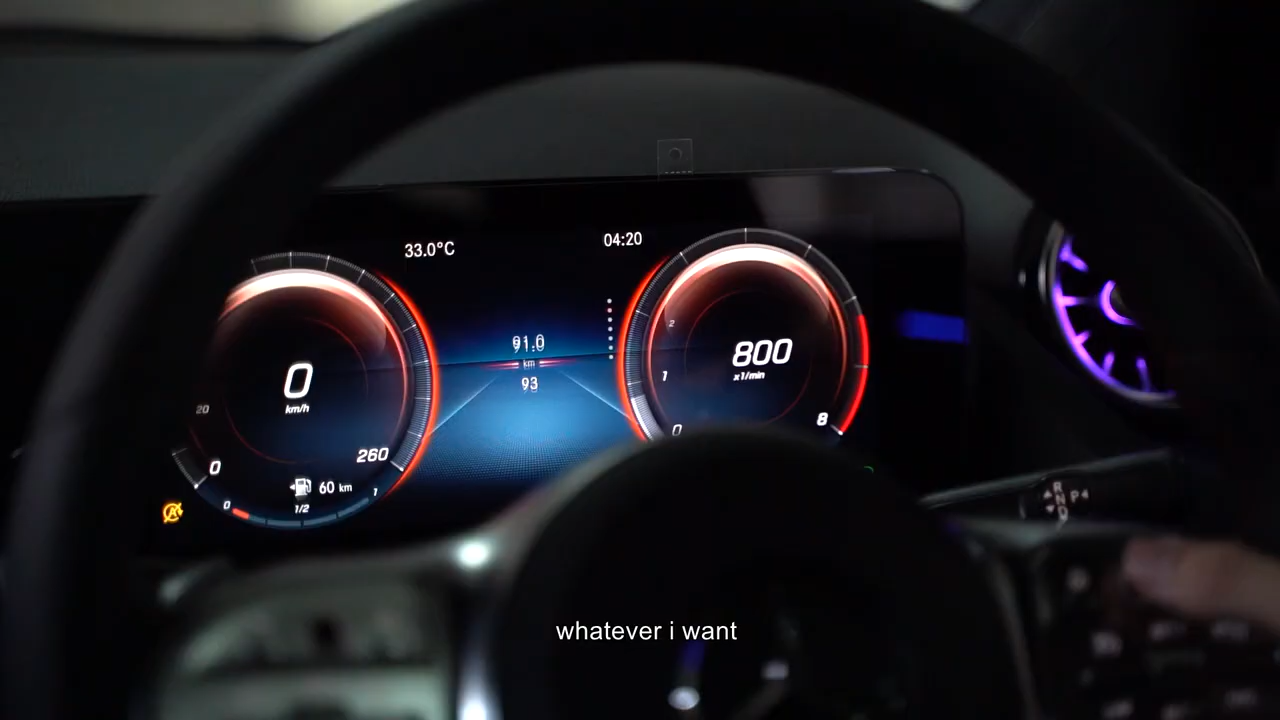 33.0°C
04:20
91.0
km
93
0
km/h
20
0
260
60 km
0
1/2
1
A
800
x1/min
2
1
0
8
R
N
D
P
whatever i want